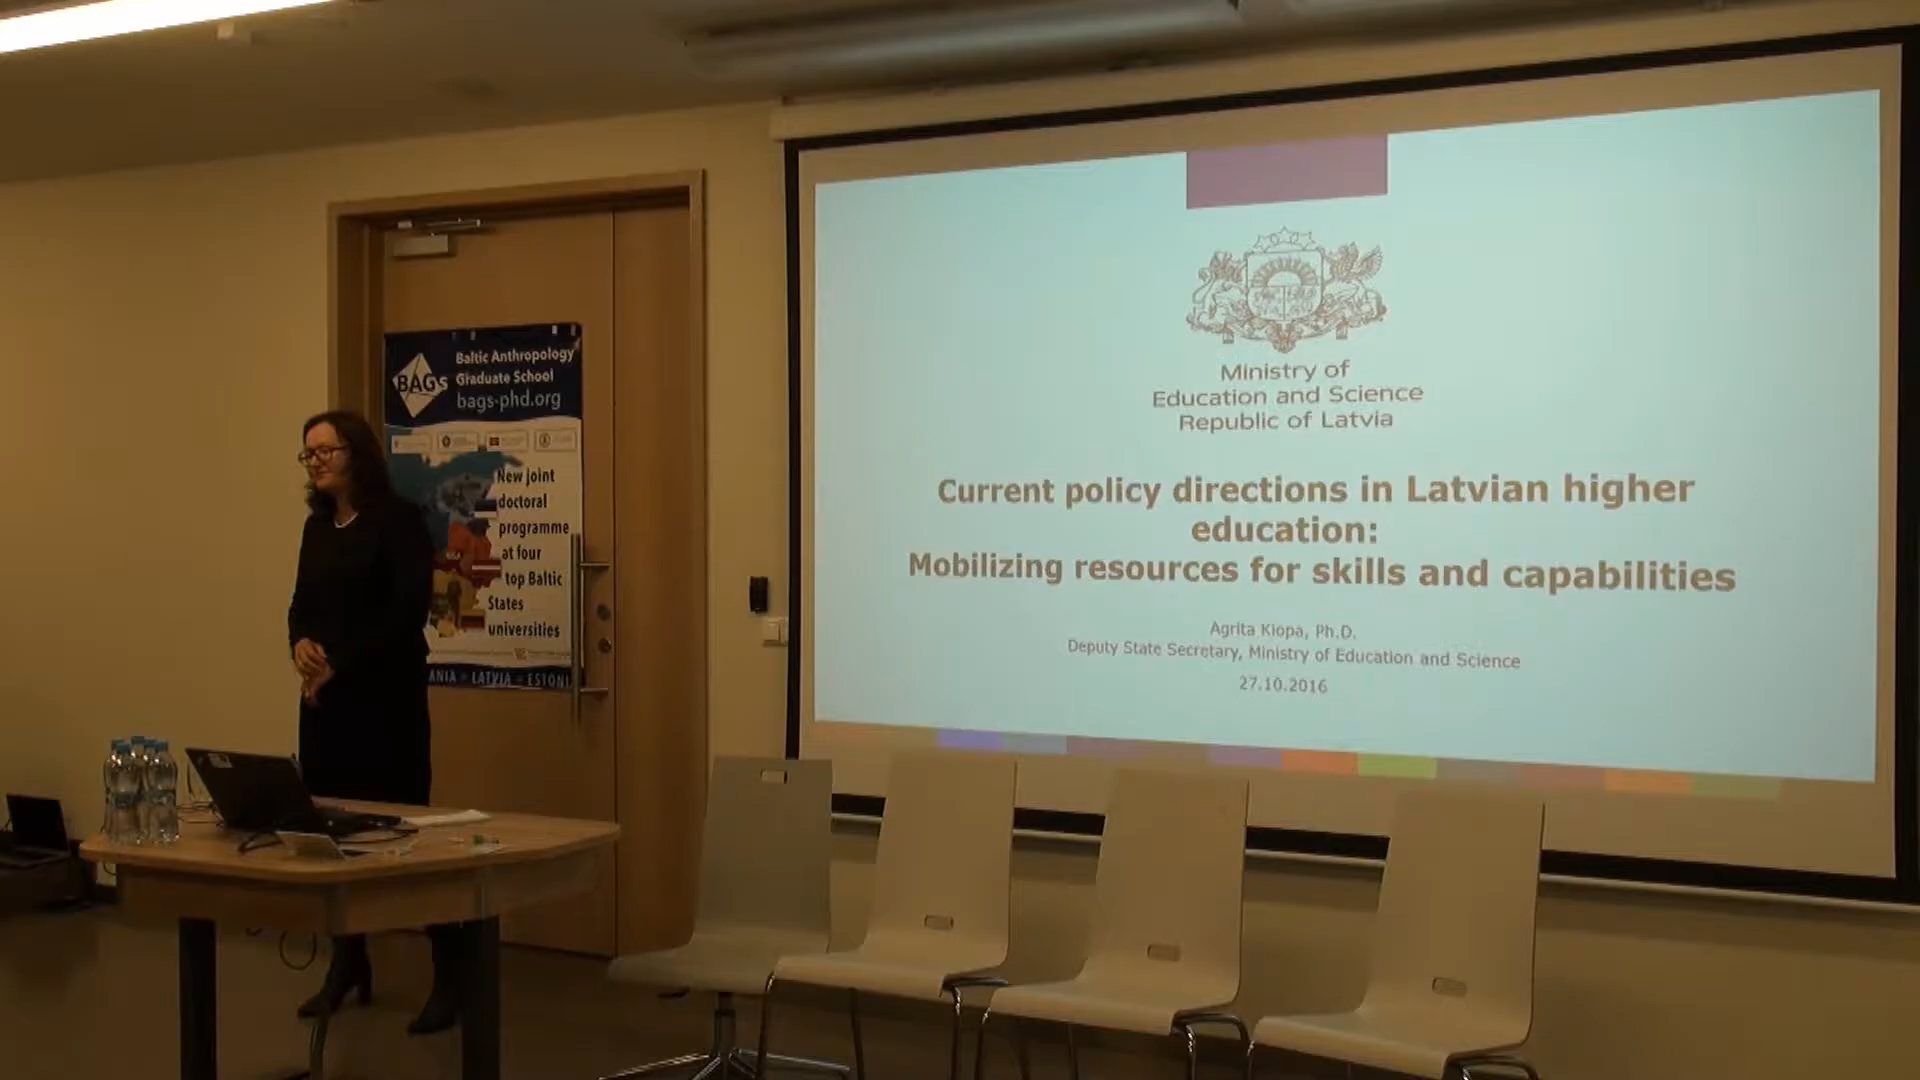 BAGs
Baltic Anthropology
Graduate School
bags-phd.org
New joint
doctoral
programme
at four
top Baltic
States
universities
LATVIA
Ministry of
Education and Science
Republic of Latvia
Current policy directions in Latvian higher
education:
Mobilizing resources for skills and capabilities
Agrita Kiopa, Ph.D.
Deputy State Secretary, Ministry of Education and Science
27.10.2016